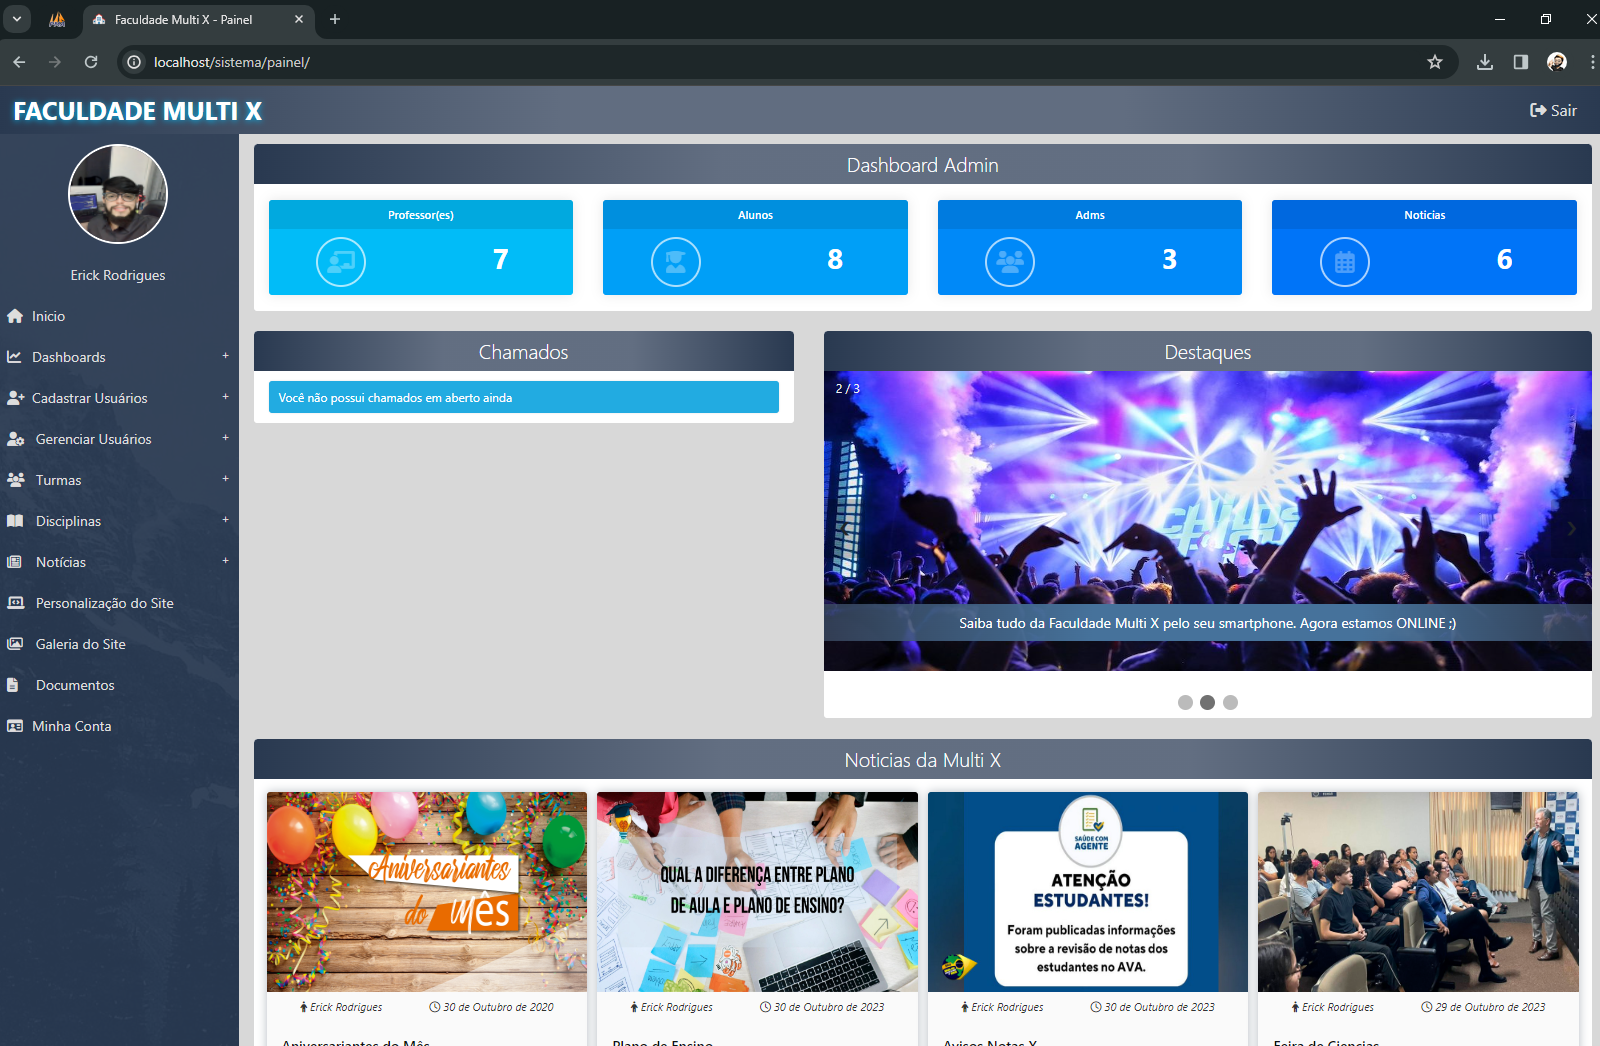 Faculdade Multi X - Painel
localhost/sistema/painel/
FACULDADE MULTI X
Sair
Erick Rodrigues
Inicio
Dashboards +
Cadastrar Usuários +
Gerenciar Usuários +
Turmas +
Disciplinas +
Notícias +
Personalização do Site
Galeria do Site
Documentos
Minha Conta
Dashboard Admin
Professor(es)
7
Alunos
8
Adms
3
Noticias
6
Chamados
Você não possui chamados em aberto ainda
Destaques
2 / 3
Saiba tudo da Faculdade Multi X pelo seu smartphone. Agora estamos ONLINE ;)
Noticias da Multi X
Aniversariantes
do mês
Erick Rodrigues 30 de Outubro de 2020
Aniversariantes do Mês
QUAL A DIFERENÇA ENTRE PLANO
DE AULA E PLANO DE ENSINO?
Erick Rodrigues 30 de Outubro de 2023
Plano de Ensino
SAÚDE COM
AGENTE
ATENÇÃO
ESTUDANTES!
Foram publicadas informações
sobre a revisão de notas dos
estudantes no AVA.
Erick Rodrigues 30 de Outubro de 2023
Avisos Notas X
Erick Rodrigues 29 de Outubro de 2023
Feira de Ciencias